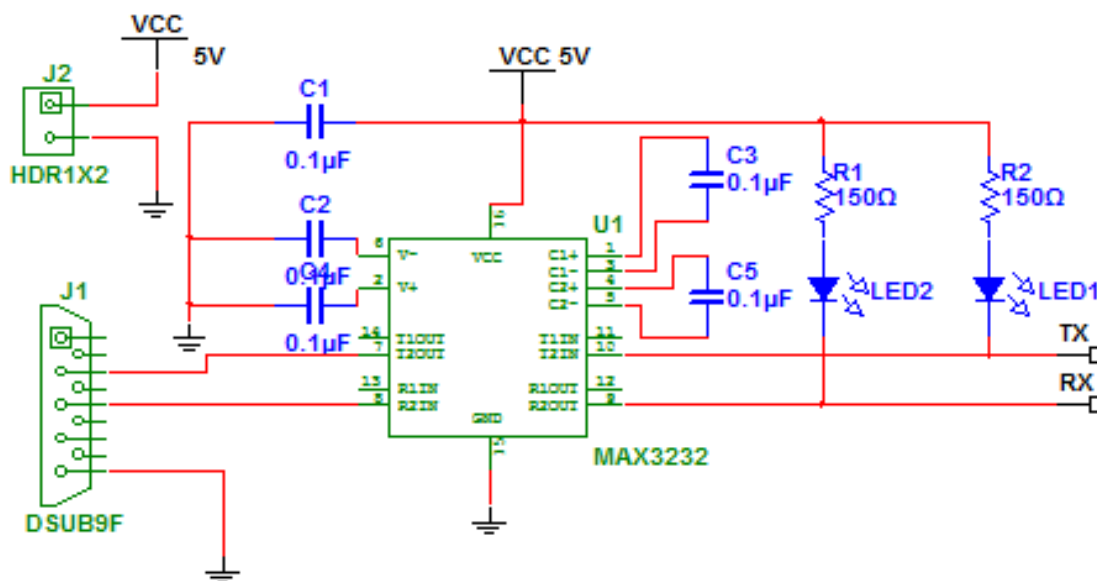 VCC
5V
J2
HDR1X2
VCC 5V
C1
0.1µF
C2
0.1µF
C4
0.1µF
C3
0.1µF
C5
0.1µF
R1
150Ω
R2
150Ω
LED2
LED1
TX
RX
U1
MAX3232
VCC
GND
V-
V+
T1OUT
T2OUT
R1IN
R2IN
C1+
C1-
C2+
C2-
T1IN
T2IN
R1OUT
R2OUT
6
2
14
7
13
8
1
3
4
5
11
10
12
9
16
15
J1
DSUB9F